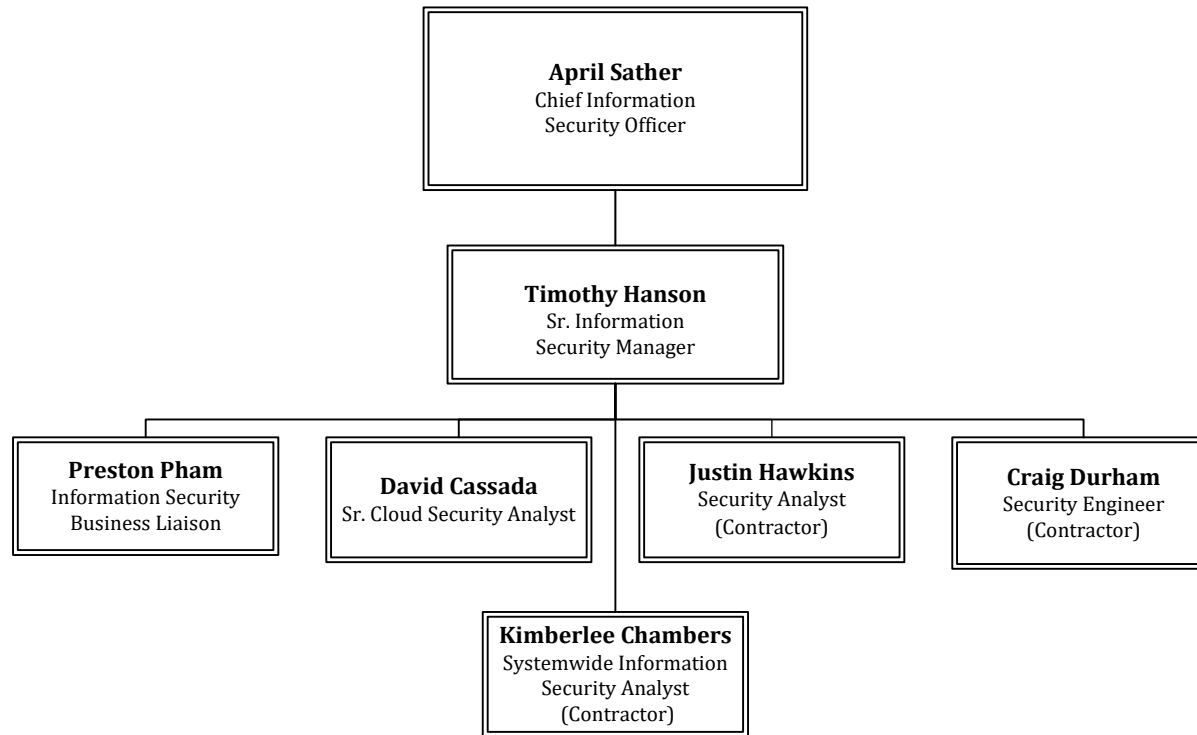 April Sather
Chief Information
Security Officer
Timothy Hanson
Sr. Information
Security Manager
Preston Pham
Information Security
Business Liaison
David Cassada
Sr. Cloud Security Analyst
Justin Hawkins
Security Analyst
(Contractor)
Craig Durham
Security Engineer
(Contractor)
Kimberlee Chambers
Systemwide Information
Security Analyst
(Contractor)